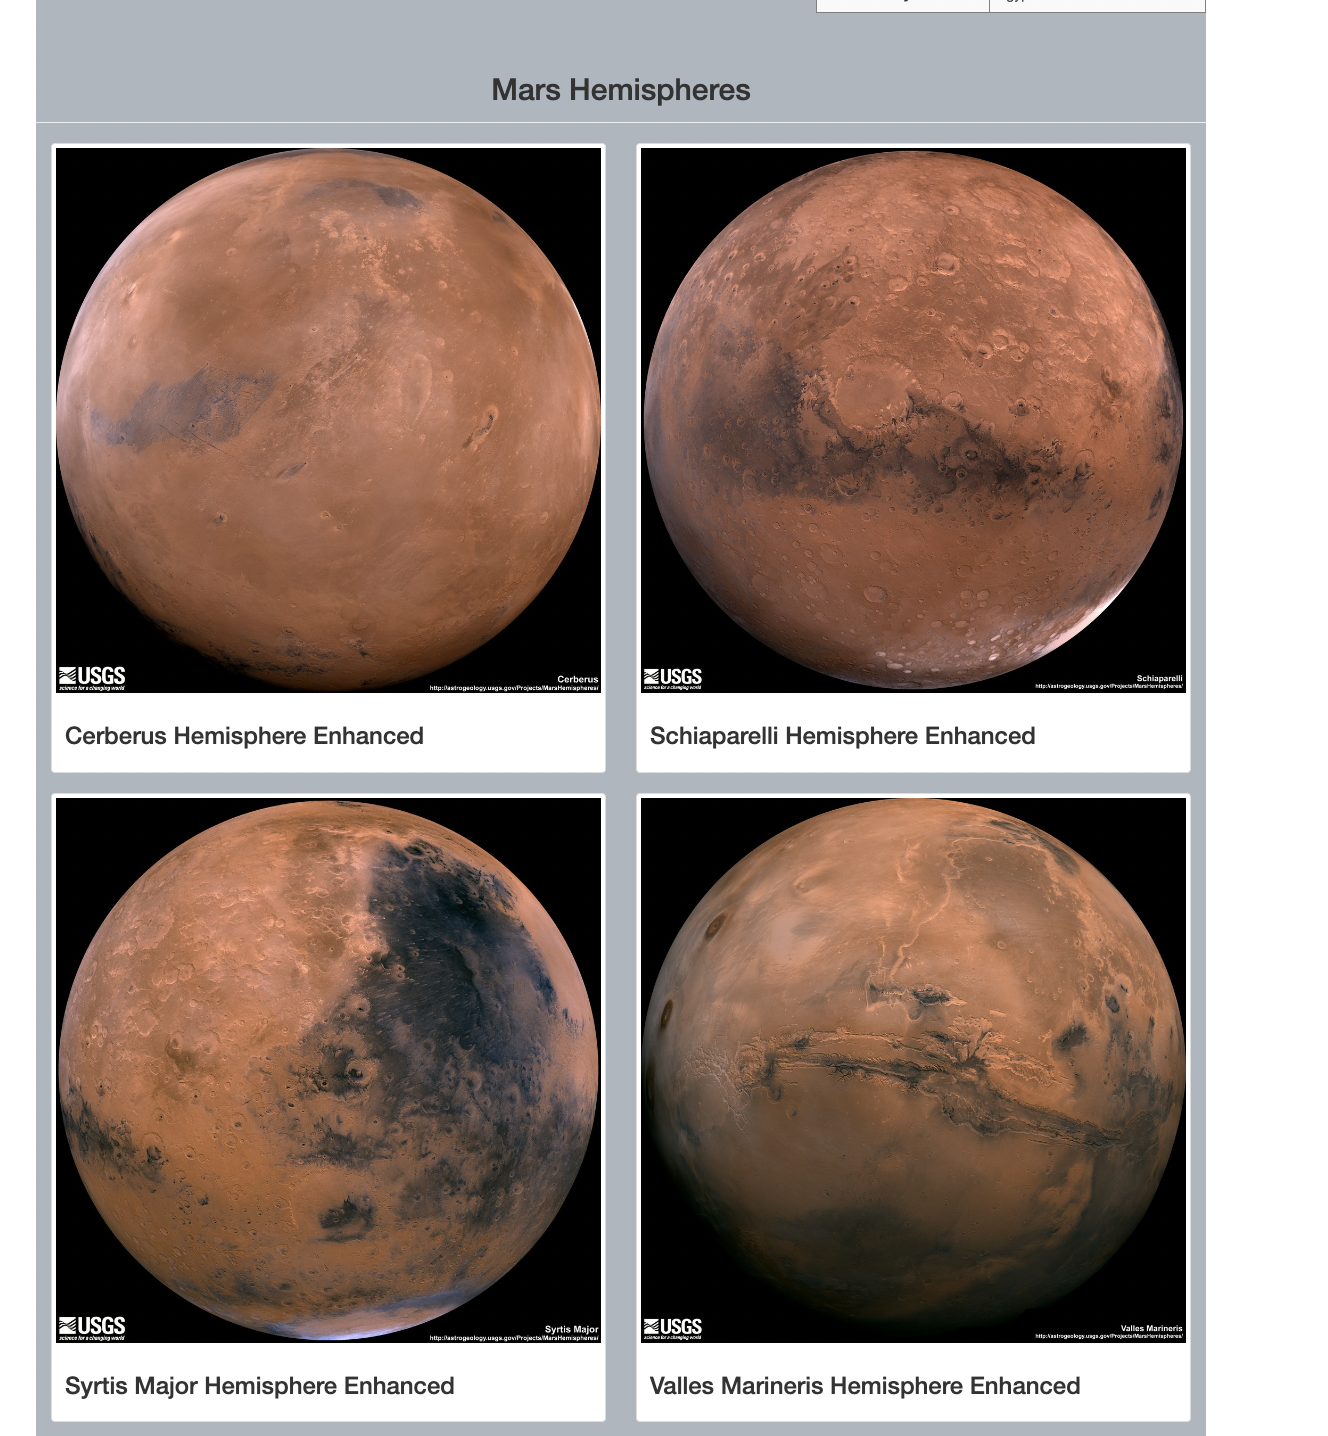 Mars Hemispheres
USGS
science for a changing world
Cerberus
http://astrogeology.usgs.gov/Projects/MarsHemispheres/
Cerberus Hemisphere Enhanced
USGS
science for a changing world
Schiaparelli
http://astrogeology.usgs.gov/Projects/MarsHemispheres/
Schiaparelli Hemisphere Enhanced
USGS
science for a changing world
Syrtis Major
http://astrogeology.usgs.gov/Projects/MarsHemispheres/
Syrtis Major Hemisphere Enhanced
USGS
science for a changing world
Valles Marineris
http://astrogeology.usgs.gov/Projects/MarsHemispheres/
Valles Marineris Hemisphere Enhanced